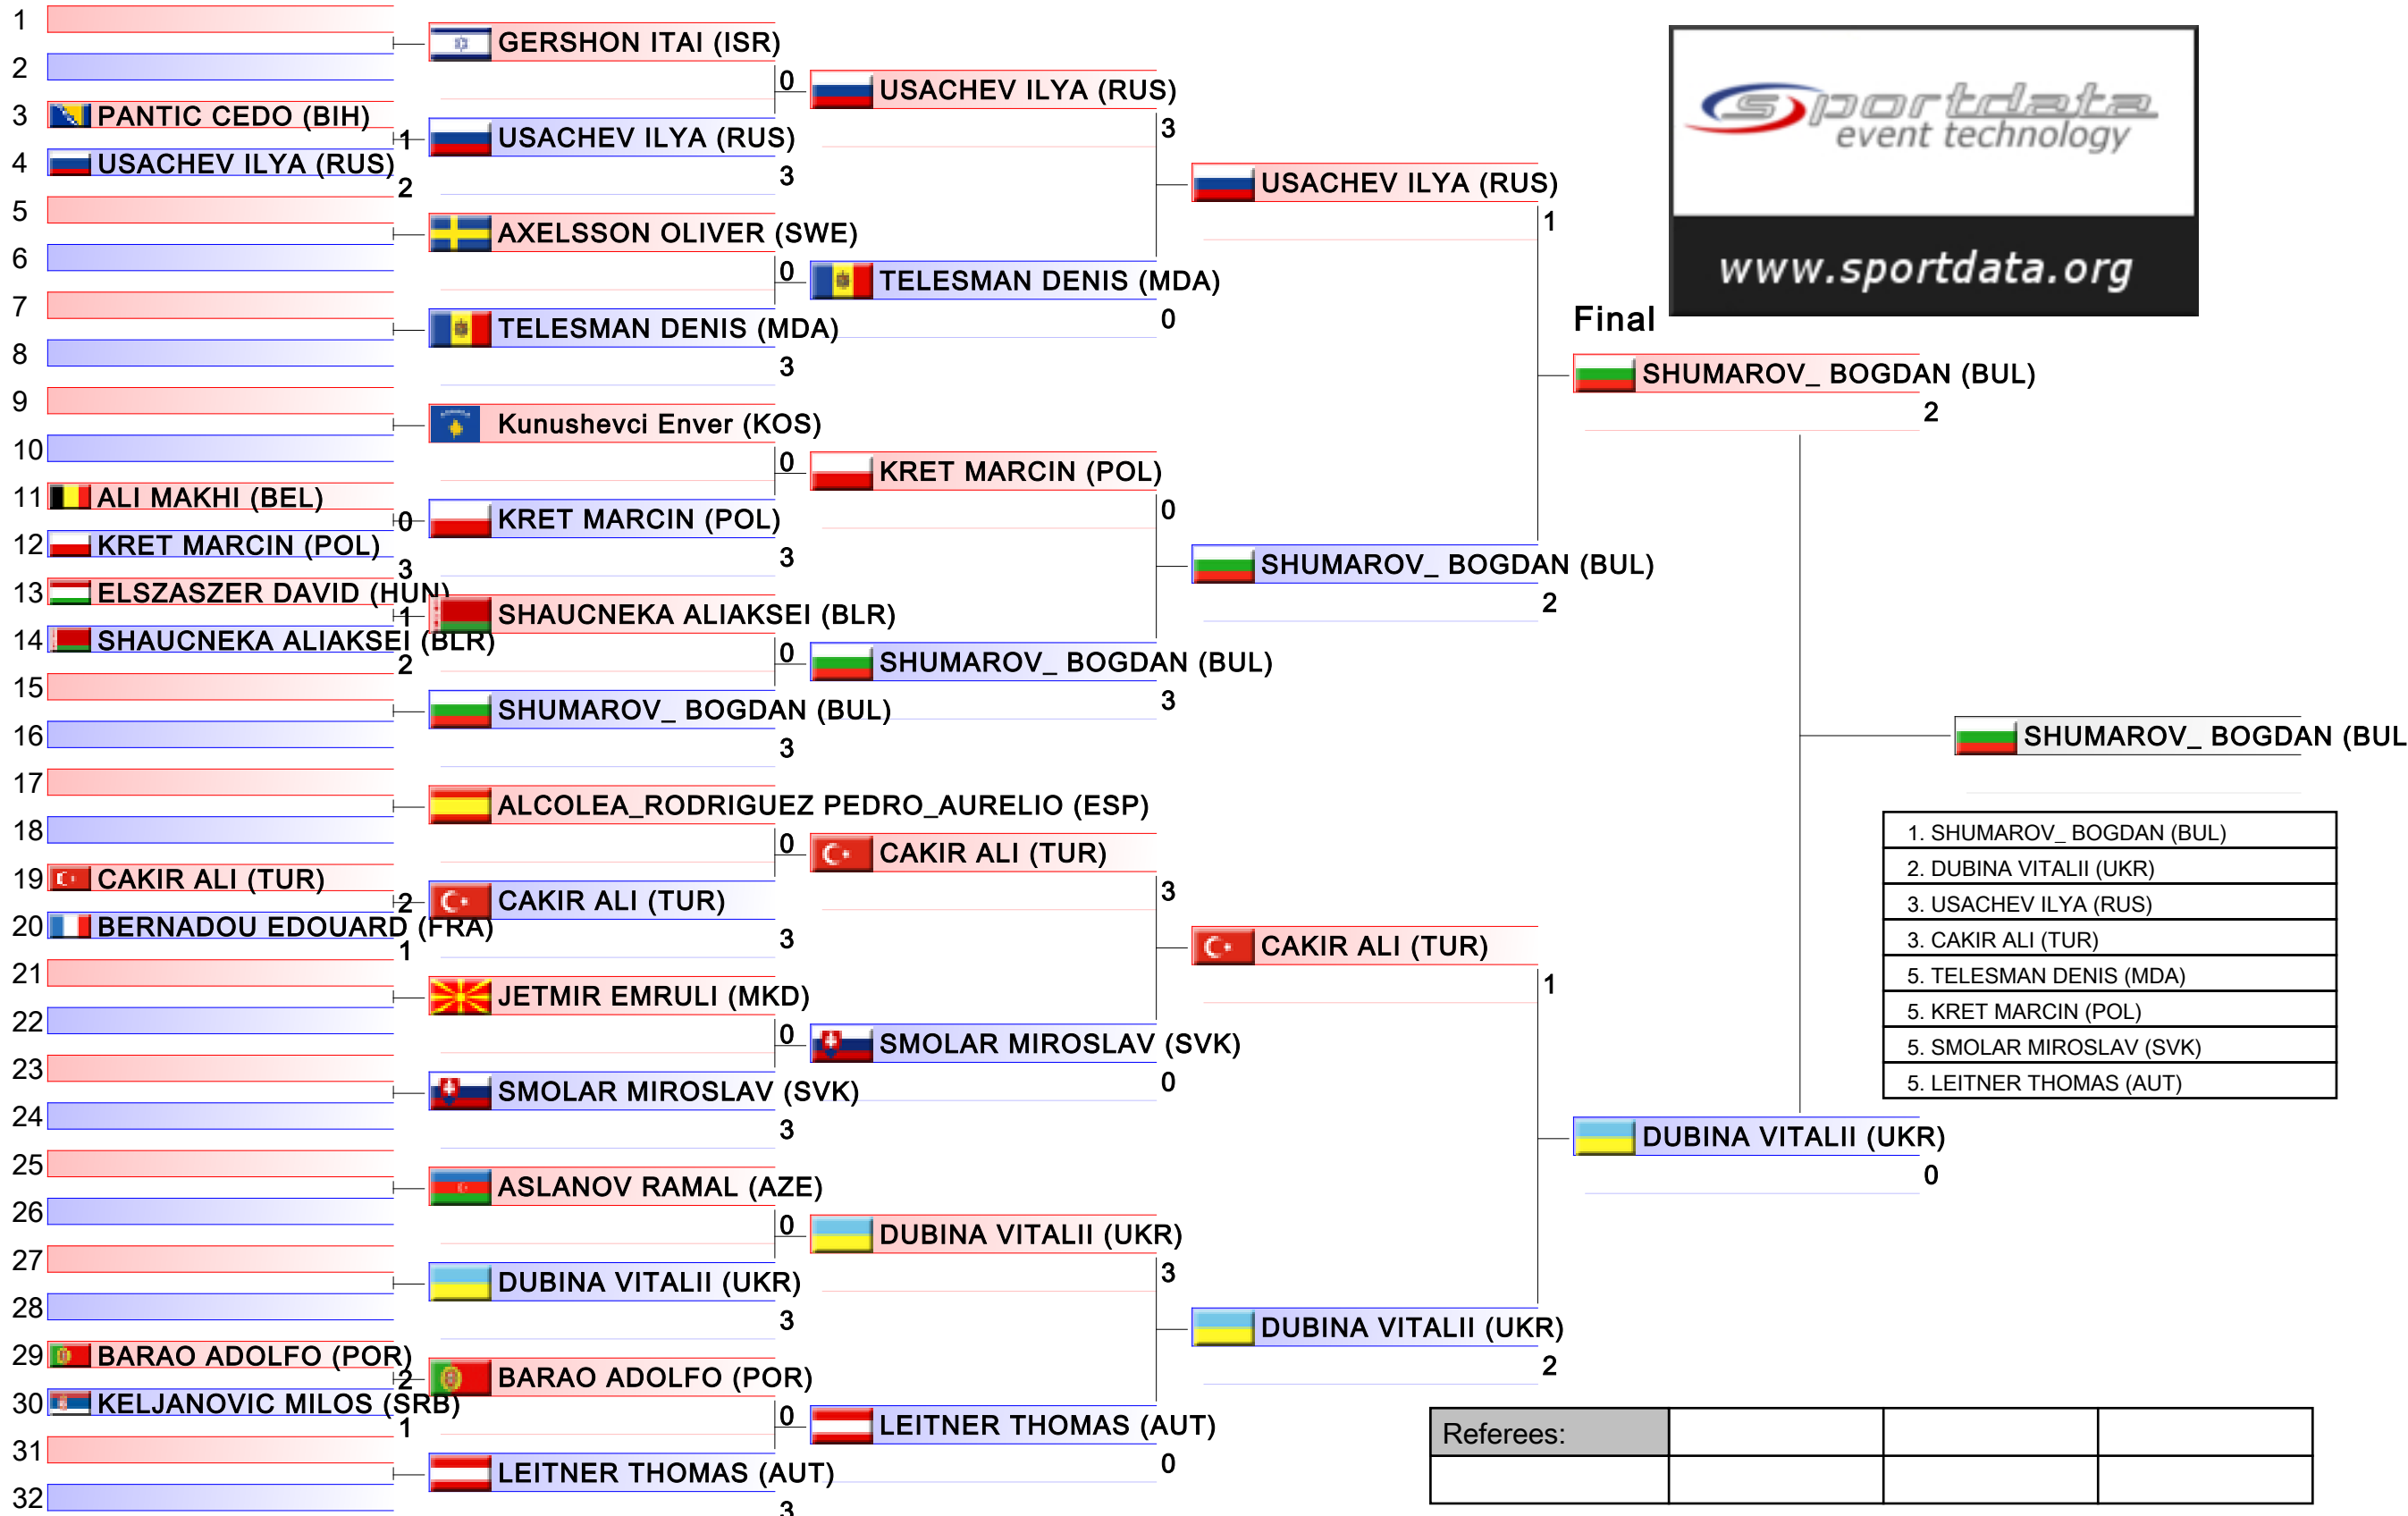 1
2
3 PANTIC CEDO (BIH)
1
4 USACHEV ILYA (RUS)
2
5
6
7
8
9
10
11 ALI MAKHI (BEL)
0
12 KRET MARCIN (POL)
3
13 ELSZASZER DAVID (HUN)
1
14 SHAUCNEKA ALIAKSEI (BLR)
2
15
16
17
18
19 CAKIR ALI (TUR)
2
20 BERNADOU EDOUARD (FRA)
1
21
22
23
24
25
26
27
28
29 BARAO ADOLFO (POR)
2
30 KELJANOVIC MILOS (SRB)
1
31
32
GERSHON ITAI (ISR)
0
USACHEV ILYA (RUS)
3
AXELSSON OLIVER (SWE)
0
TELESMAN DENIS (MDA)
3
Kunushevci Enver (KOS)
0
KRET MARCIN (POL)
3
SHAUCNEKA ALIAKSEI (BLR)
0
SHUMAROV_ BOGDAN (BUL)
3
ALCOLEA_RODRIGUEZ PEDRO_AURELIO (ESP)
0
CAKIR ALI (TUR)
3
JETMIR EMRULI (MKD)
0
SMOLAR MIROSLAV (SVK)
3
ASLANOV RAMAL (AZE)
0
DUBINA VITALII (UKR)
3
BARAO ADOLFO (POR)
0
LEITNER THOMAS (AUT)
3
USACHEV ILYA (RUS)
3
TELESMAN DENIS (MDA)
0
KRET MARCIN (POL)
0
SHUMAROV_ BOGDAN (BUL)
3
CAKIR ALI (TUR)
3
SMOLAR MIROSLAV (SVK)
0
DUBINA VITALII (UKR)
3
LEITNER THOMAS (AUT)
0
USACHEV ILYA (RUS)
1
SHUMAROV_ BOGDAN (BUL)
2
CAKIR ALI (TUR)
1
DUBINA VITALII (UKR)
2
sportdata
event technology
www.sportdata.org
Final
SHUMAROV_ BOGDAN (BUL)
2
DUBINA VITALII (UKR)
0
SHUMAROV_ BOGDAN (BUL
1. SHUMAROV_ BOGDAN (BUL)
2. DUBINA VITALII (UKR)
3. USACHEV ILYA (RUS)
3. CAKIR ALI (TUR)
5. TELESMAN DENIS (MDA)
5. KRET MARCIN (POL)
5. SMOLAR MIROSLAV (SVK)
5. LEITNER THOMAS (AUT)
Referees: